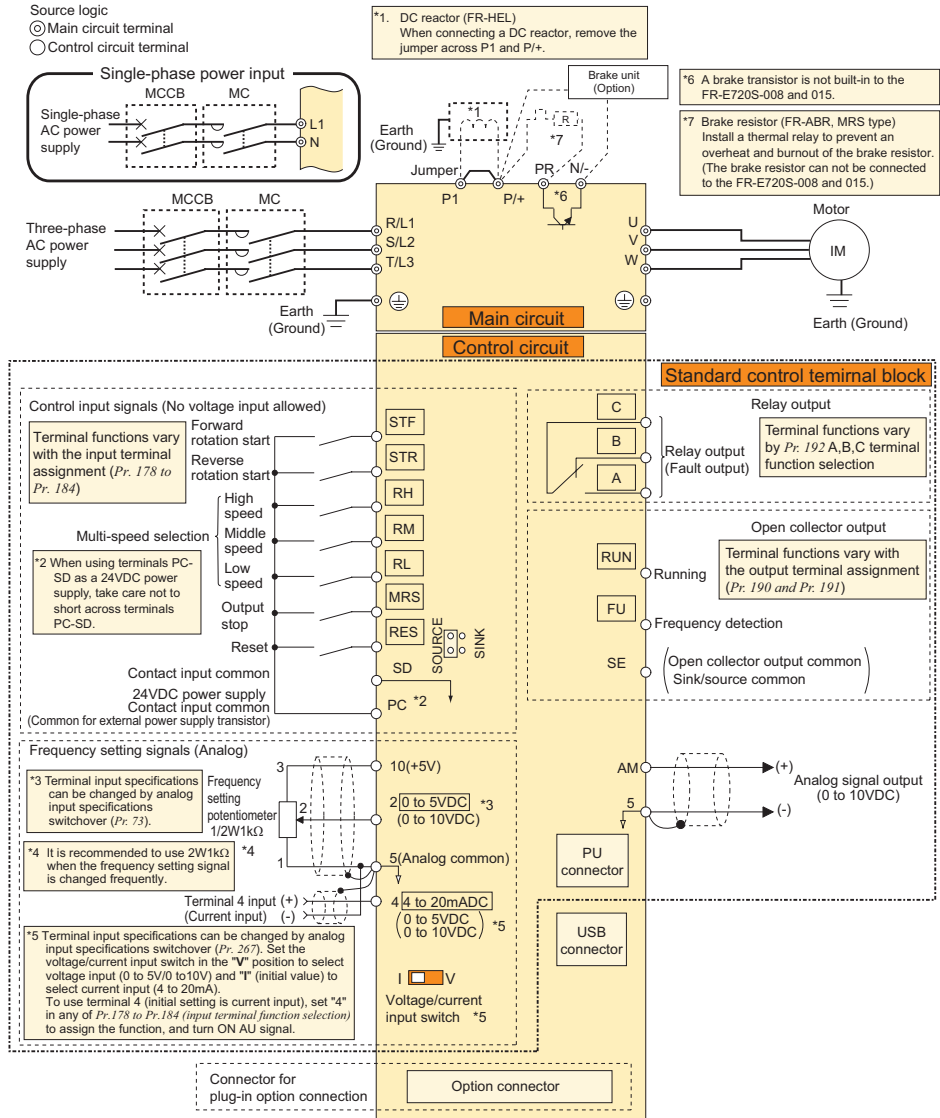 Source logic
Main circuit terminal
Control circuit terminal
*1. DC reactor (FR-HEL)
When connecting a DC reactor, remove the
jumper across P1 and P/+.
Single-phase power input
MCCB
MC
Single-phase
AC power
supply
L1
N
Brake unit
(Option)
*6 A brake transistor is not built-in to the
FR-E720S-008 and 015.
*7 Brake resistor (FR-ABR, MRS type)
Install a thermal relay to prevent an
overheat and burnout of the brake resistor.
(The brake resistor can not be connected
to the FR-E720S-008 and 015.)
*1
R
*7
Earth
(Ground)
Jumper
P1
P/+
PR
N/-
*6
MCCB
MC
Three-phase
AC power
supply
R/L1
S/L2
T/L3
U
V
W
Motor
IM
Earth
(Ground)
Earth (Ground)
Main circuit
Control circuit
Standard control temirnal block
Control input signals (No voltage input allowed)
Terminal functions vary
with the input terminal
assignment (Pr. 178 to
Pr. 184)
Forward
rotation start
Reverse
rotation start
High
speed
Multi-speed selection
Middle
speed
Low
speed
*2 When using terminals PC-
SD as a 24VDC power
supply, take care not to
short across terminals
PC-SD.
Output
stop
Reset
Contact input common
24VDC power supply
Contact input common
(Common for external power supply transistor)
STF
STR
RH
RM
RL
MRS
RES
SOURCE
SINK
SD
PC *2
C
B
A
Relay output
Relay output
(Fault output)
Terminal functions vary
by Pr. 192 A,B,C terminal
function selection
Open collector output
RUN
Running
Terminal functions vary with
the output terminal assignment
(Pr. 190 and Pr. 191)
FU
Frequency detection
SE
Open collector output common
Sink/source common
Frequency setting signals (Analog)
*3 Terminal input specifications
can be changed by analog
input specifications
switchover (Pr. 73).
Frequency
setting
potentiometer
1/2W1kΩ
*4
3
2
1
*4 It is recommended to use 2W1kΩ
when the frequency setting signal
is changed frequently.
10(+5V)
2 0 to 5VDC *3
(0 to 10VDC)
5(Analog common)
Terminal 4 input (+)
(Current input) (-)
4 4 to 20mADC
(0 to 5VDC
0 to 10VDC) *5
*5 Terminal input specifications can be changed by analog
input specifications switchover (Pr. 267). Set the
voltage/current input switch in the "V" position to select
voltage input (0 to 5V/0 to10V) and "I" (initial value) to
select current input (4 to 20mA).
To use terminal 4 (initial setting is current input), set "4"
in any of Pr.178 to Pr.184 (input terminal function selection)
to assign the function, and turn ON AU signal.
I V
Voltage/current
input switch *5
AM
5
(+)
(-)
Analog signal output
(0 to 10VDC)
PU
connector
USB
connector
Connector for
plug-in option connection
Option connector